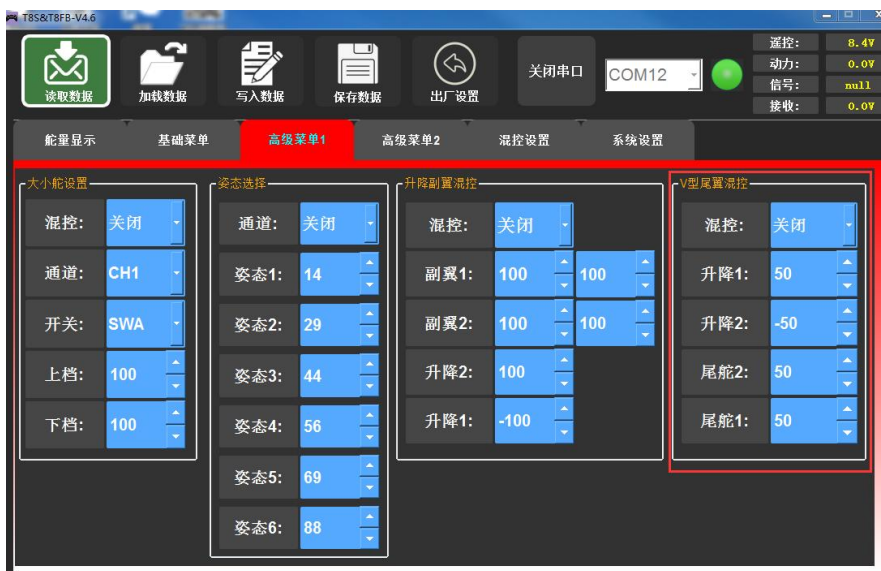 T8S&T8FB-V4.6
读取数据 加载数据 写入数据 保存数据 出厂设置 关闭串口 COM12
遥控: 8.4V
动力: 0.0V
信号: null
接收: 0.0V
舵量显示 基础菜单 高级菜单1 高级菜单2 混控设置 系统设置
大小舵设置
混控: 关闭
通道: CH1
开关: SWA
上档: 100
下档: 100
姿态选择
通道: 关闭
姿态1: 14
姿态2: 29
姿态3: 44
姿态4: 56
姿态5: 69
姿态6: 88
升降副翼混控
混控: 关闭
副翼1: 100 100
副翼2: 100 100
升降2: 100
升降1: -100
V型尾翼混控
混控: 关闭
升降1: 50
升降2: -50
尾舵2: 50
尾舵1: 50